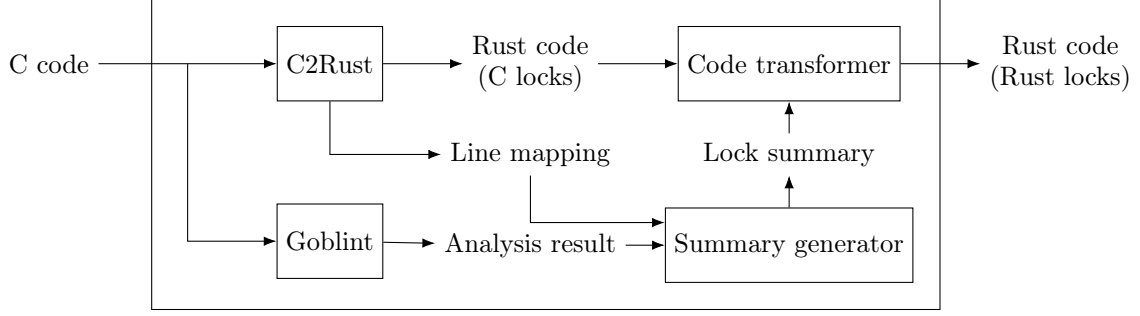 C code
C2Rust
Rust code
(C locks)
Code transformer
Rust code
(Rust locks)
Line mapping
Lock summary
Goblint
Analysis result
Summary generator